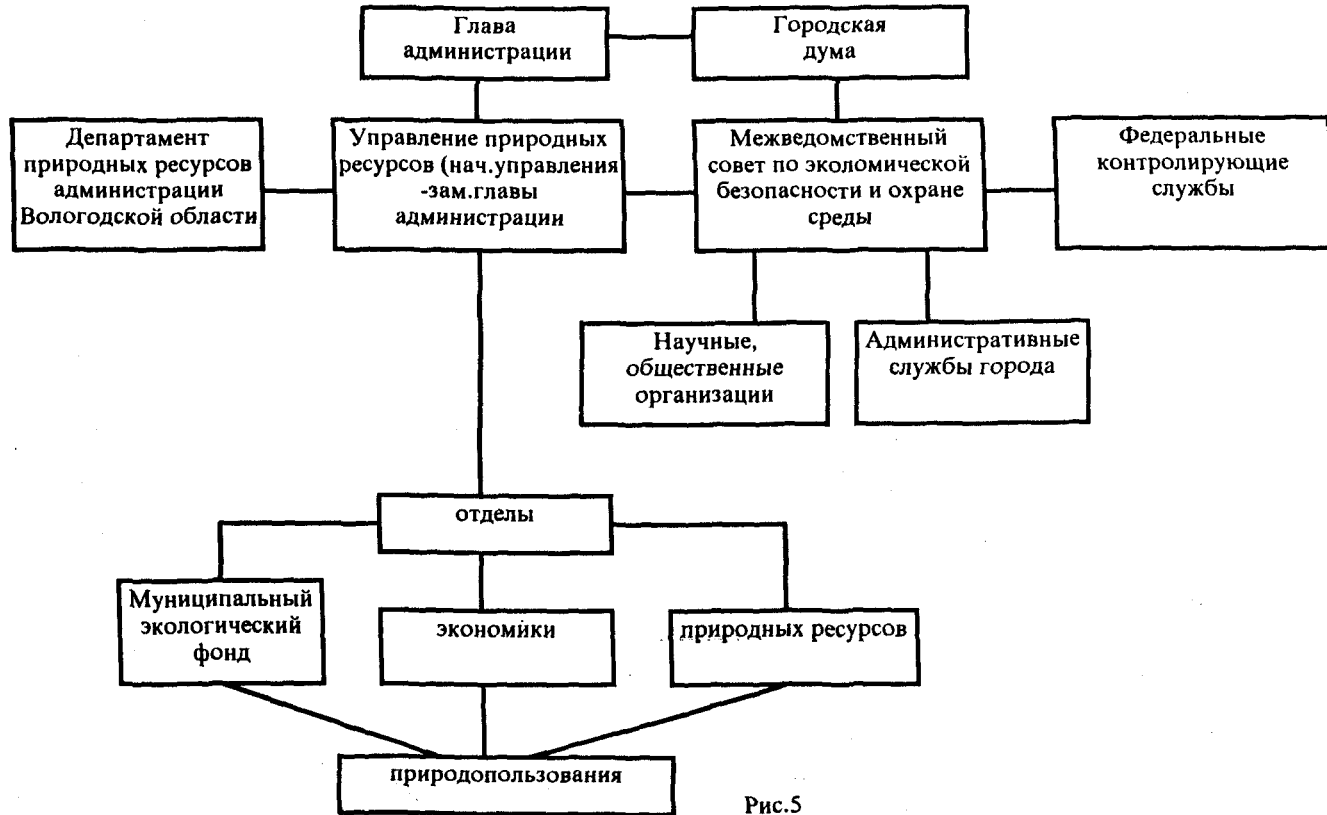 Глава
администрации
Городская
дума
Департамент
природных ресурсов
администрации
Вологодской области
Управление природных
ресурсов (нач.управления
-зам.главы
администрации
Межведомственный
совет по эколомической
безопасности и охране
среды
Федеральные
контролирующие
службы
Научные,
общественные
организации
Административные
службы города
отделы
Муниципальный
экологический
фонд
экономики
природных ресурсов
природопользования
Рис.5